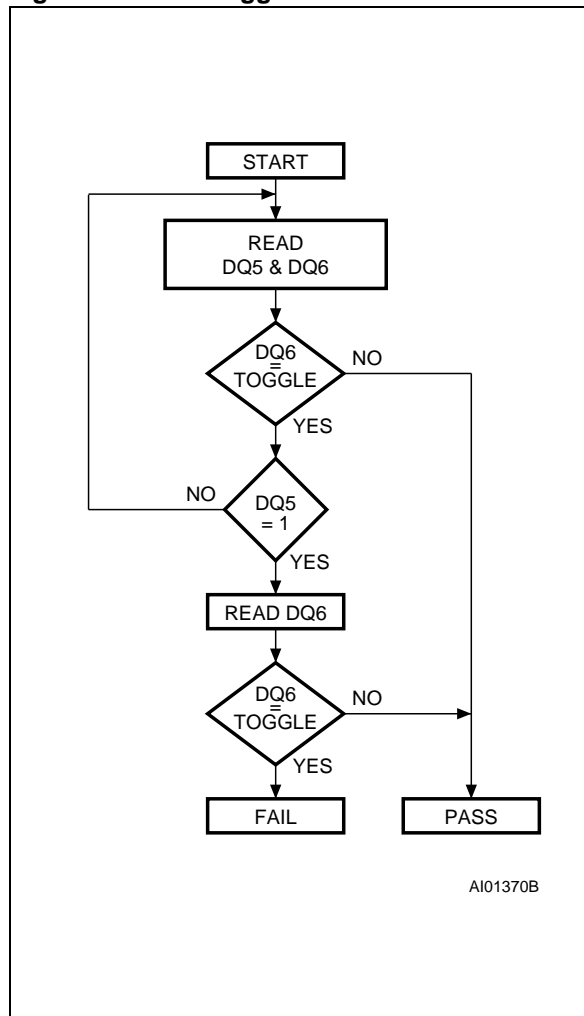 START
READ
DQ5 & DQ6
DQ6
=
TOGGLE
NO
YES
NO
DQ5
= 1
YES
READ DQ6
DQ6
=
TOGGLE
NO
YES
FAIL
PASS
AI01370B